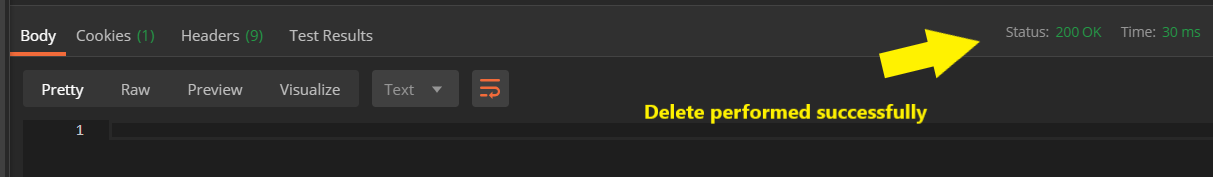 Body Cookies (1) Headers (9) Test Results Status: 200 OK Time: 30 ms
Pretty Raw Preview Visualize Text
Delete performed successfully
1